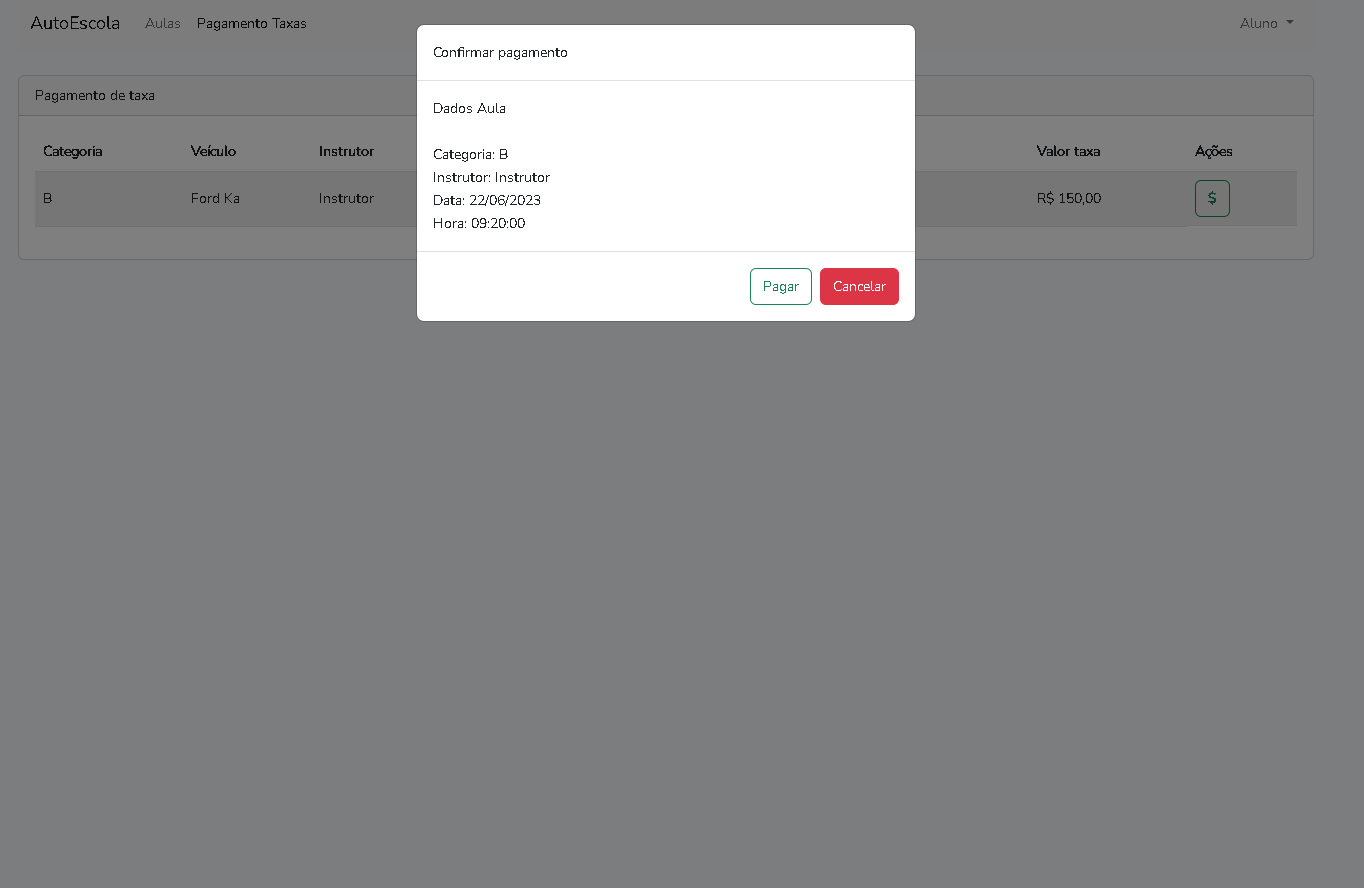 AutoEscola Aulas Pagamento Taxas Aluno
Confirmar pagamento
Pagamento de taxa
Dados Aula
Categoria Veículo Instrutor Valor taxa Ações
B Ford Ka Instrutor R$ 150,00 $
Categoria: B
Instrutor: Instrutor
Data: 22/06/2023
Hora: 09:20:00
Pagar Cancelar